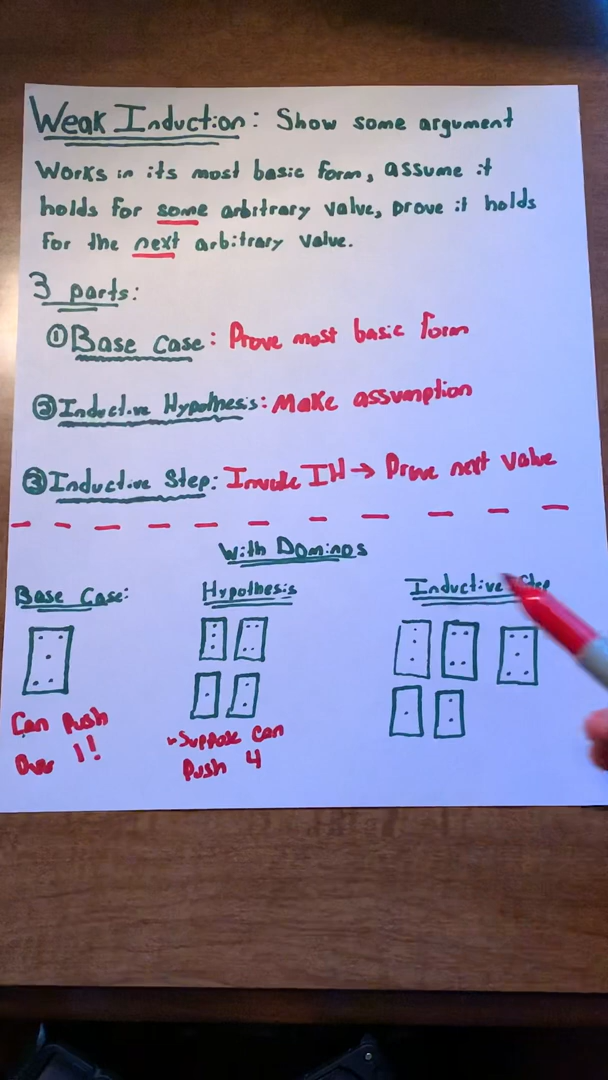 Weak Induction: Show some argument
works in its most basic form, assume it
holds for some arbitrary value, prove it holds
for the next arbitrary value.
3 parts:
① Base Case: Prove most basic form
② Inductive Hypothesis: Make assumption
③ Inductive Step: Invoke IH → Prove next value
With Dominos
Base Case:
Hypothesis
Inductive Step
Can Push
Over 1!
Suppose can
Push 4